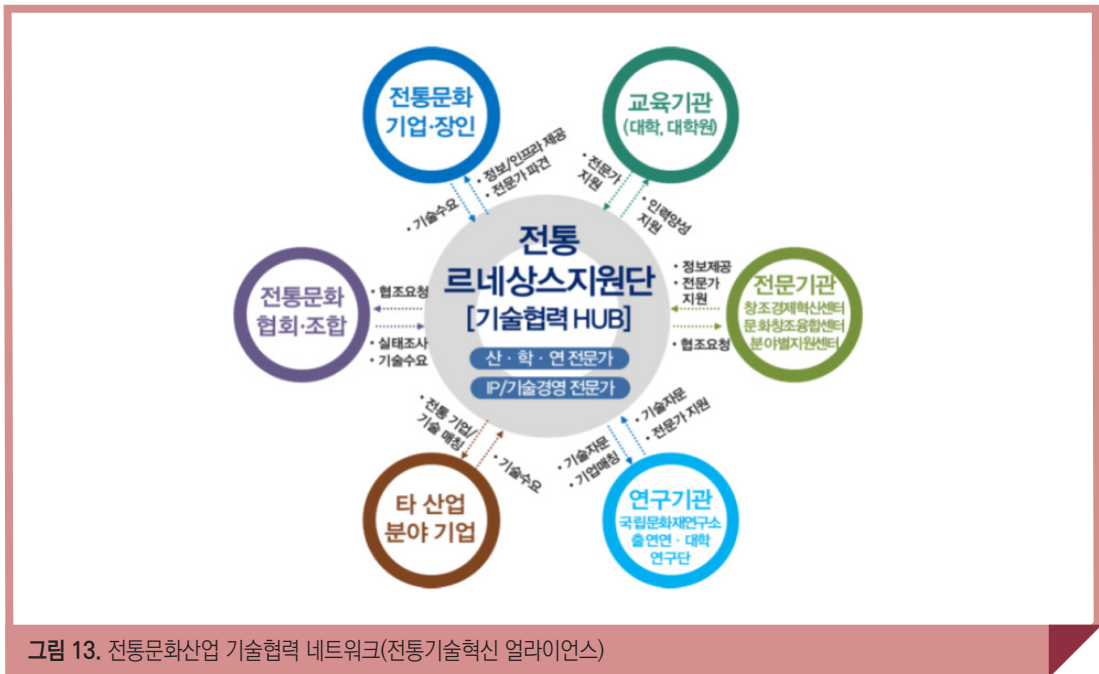 전통문화
기업·장인
교육기관
(대학, 대학원)
• 정보/인프라 제공
• 전문가 파견
• 기술수요
• 전문가
지원
• 인력양성
지원
전통
르네상스지원단
[기술협력 HUB]
산·학·연 전문가
IP/기술경영 전문가
전통문화
협회·조합
• 협조요청
• 실태조사
• 기술수요
• 정보제공
• 전문가
지원
• 협조요청
전문기관
창조경제혁신센터
문화창조융합센터
분야별지원센터
• 전통 기업/
기술 매칭
• 기술수요
타 산업
분야 기업
• 기술자문
• 기업매칭
• 기술자문
• 전문가 지원
연구기관
국립문화재연구소
출연연·대학
연구단
그림 13. 전통문화산업 기술협력 네트워크(전통기술혁신 얼라이언스)